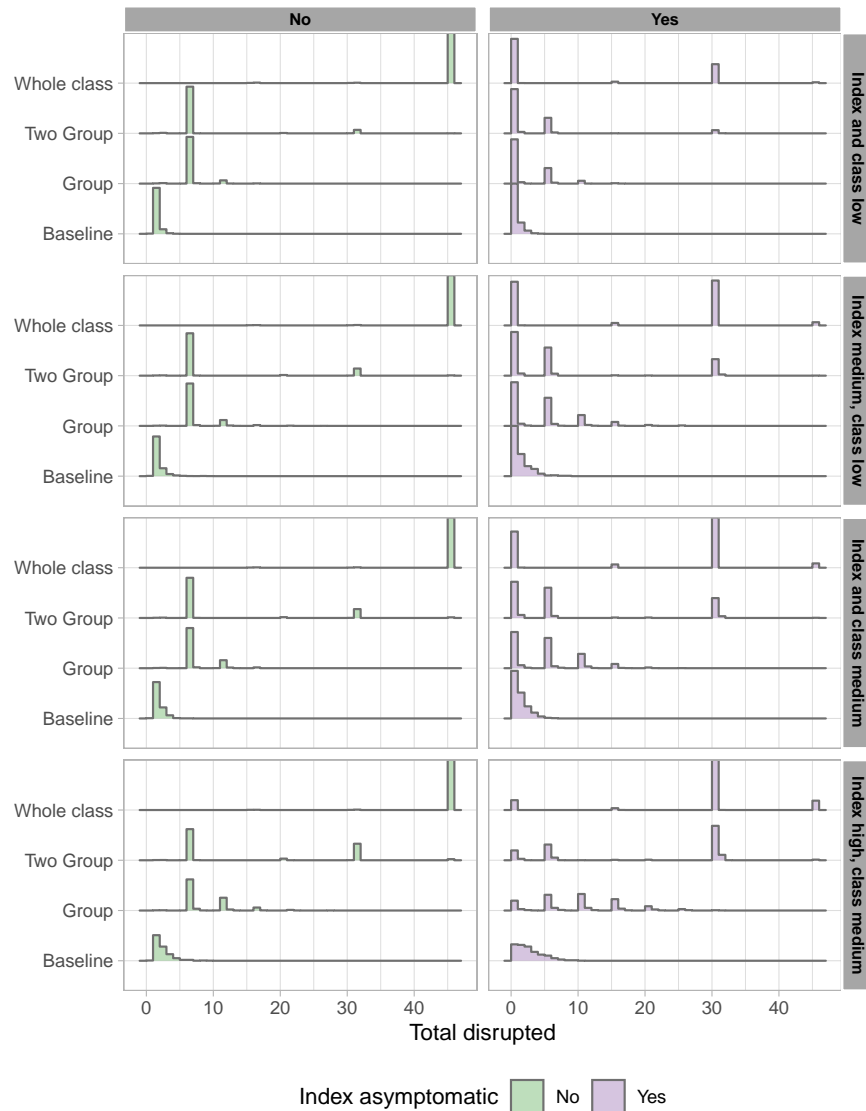 No Yes
Whole class
Two Group
Group
Baseline
Index and class low
Whole class
Two Group
Group
Baseline
Index medium, class low
Whole class
Two Group
Group
Baseline
Index and class medium
Whole class
Two Group
Group
Baseline
Index high, class medium
0 10 20 30 40 0 10 20 30 40
Total disrupted
Index asymptomatic No Yes